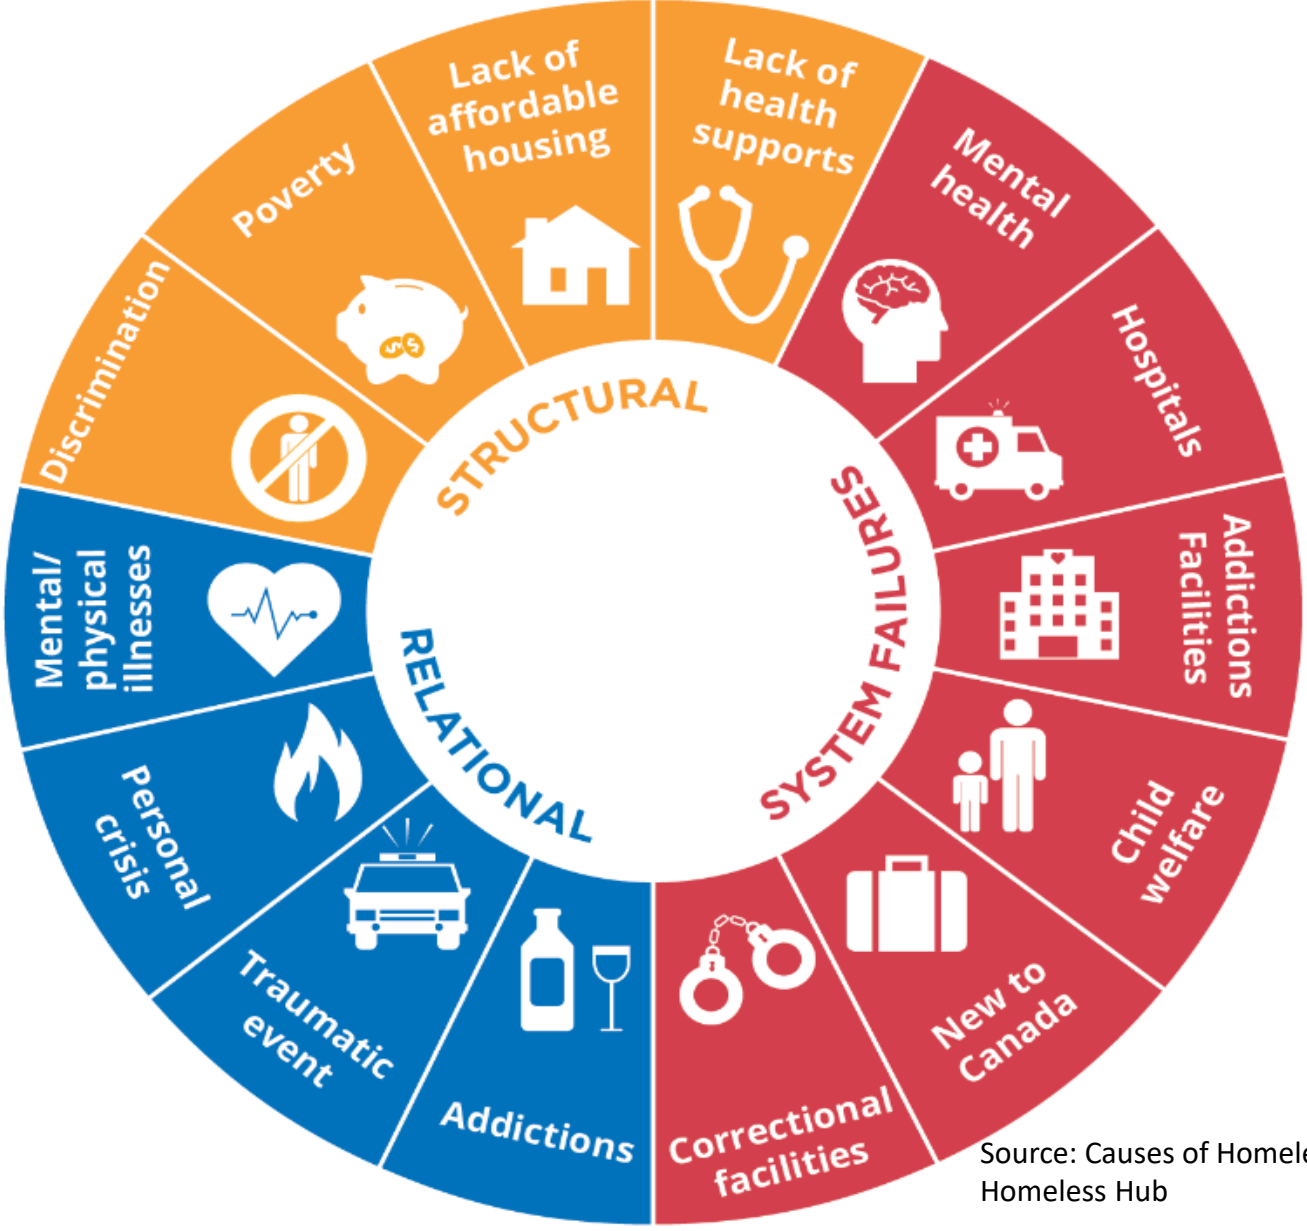 Lack of
affordable
housing
Lack of
health
supports
Mental
health
Hospitals
Addictions
Facilities
Child
welfare
New to
Canada
Correctional
facilities
Addictions
Traumatic
event
Personal
crisis
Mental/
physical
illnesses
Discrimination
Poverty
$ $
STRUCTURAL
SYSTEM FAILURES
RELATIONAL
Source: Causes of
Homeless Hub